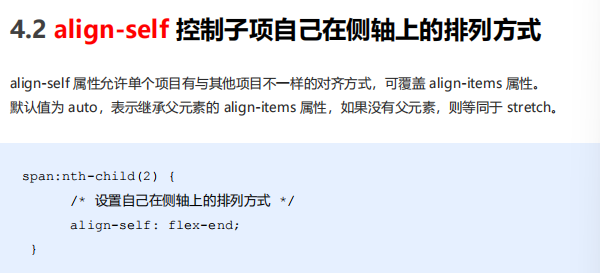 4.2 align-self 控制子项自己在侧轴上的排列方式
align-self 属性允许单个项目有与其他项目不一样的对齐方式，可覆盖 align-items 属性。
默认值为 auto，表示继承父元素的 align-items 属性，如果没有父元素，则等同于 stretch。
span:nth-child(2) {
/* 设置自己在侧轴上的排列方式 */
align-self: flex-end;
}